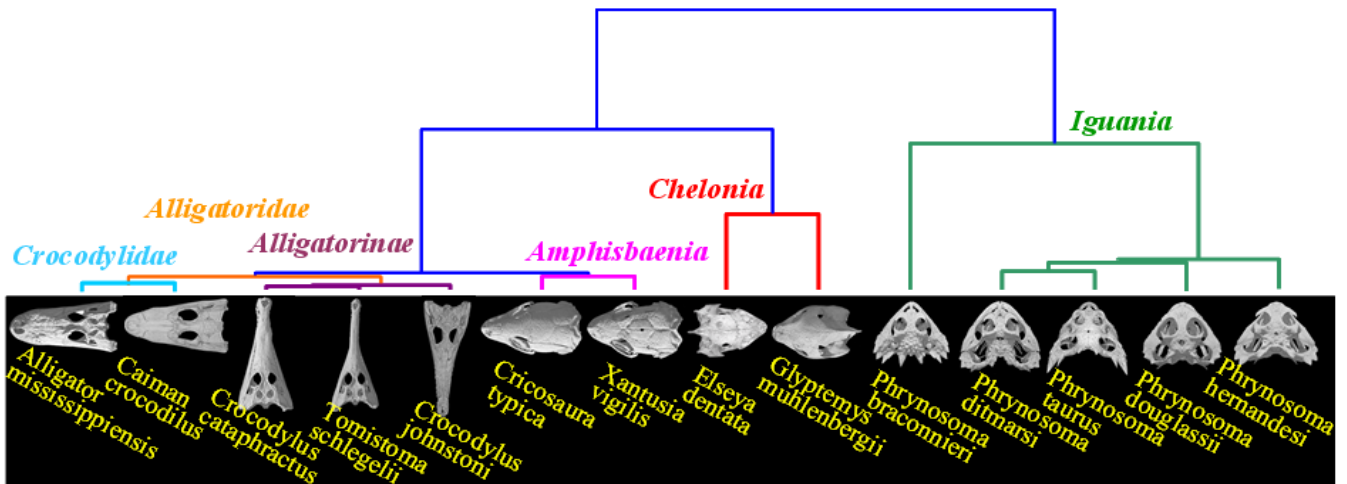 Iguania
Chelonia
Alligatoridae
Crocodylidae
Alligatorinae
Amphisbaenia
Alligator
mississippiensis
Caiman
crocodilus
Crocodylus
cataphractus
Tomistoma
schlegelii
Crocodylus
johnstoni
Cricosaura
typica
Xantusia
vigilis
Elseya
dentata
Glyptemys
muhlenbergii
Phrynosoma
braconnieri
Phrynosoma
ditmarsi
Phrynosoma
taurus
Phrynosoma
douglassii
Phrynosoma
hernandesi